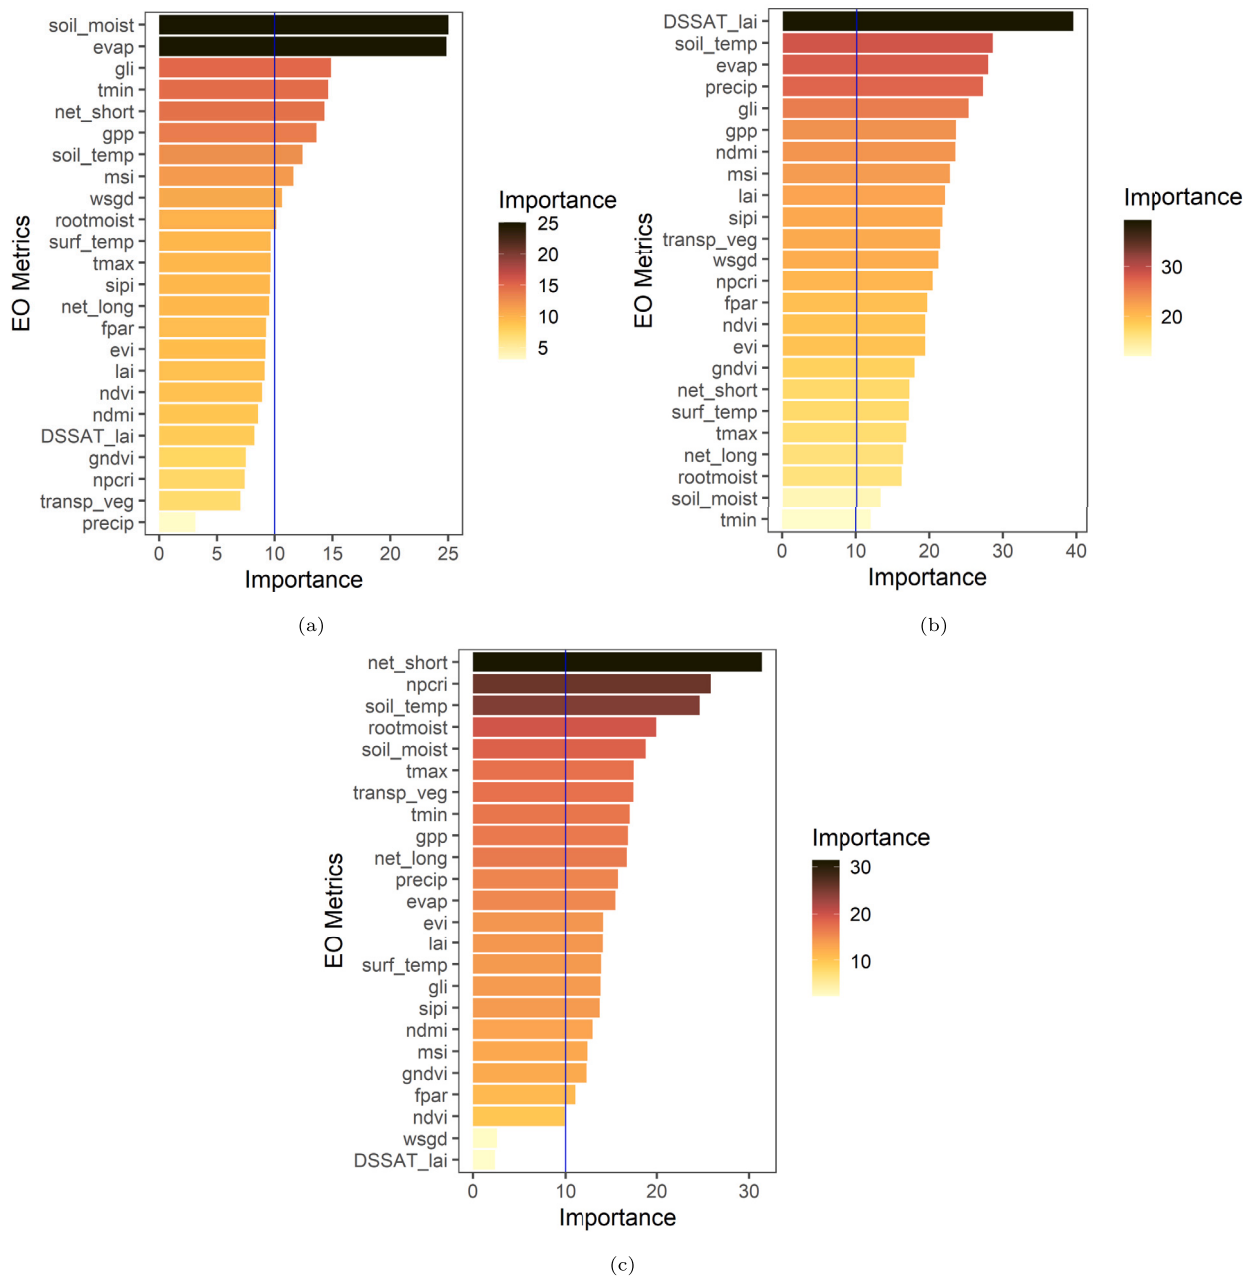 soil_moist
evap
gli
tmin
net_short
gpp
soil_temp
msi
wsgd
rootmoist
surf_temp
tmax
sipi
net_long
fpar
evi
lai
ndvi
ndmi
DSSAT_lai
gndvi
npcri
transp_veg
precip
EO Metrics
0 5 10 15 20 25
Importance
Importance
25
20
15
10
5
(a)
DSSAT_lai
soil_temp
evap
precip
gli
gpp
ndmi
msi
lai
sipi
transp_veg
wsgd
npcri
fpar
ndvi
evi
gndvi
net_short
surf_temp
tmax
net_long
rootmoist
soil_moist
tmin
EO Metrics
0 10 20 30 40
Importance
Importance
30
20
(b)
net_short
npcri
soil_temp
rootmoist
soil_moist
tmax
transp_veg
tmin
gpp
net_long
precip
evap
evi
lai
surf_temp
gli
sipi
ndmi
msi
gndvi
fpar
ndvi
wsgd
DSSAT_lai
EO Metrics
0 10 20 30
Importance
Importance
30
20
10
(c)